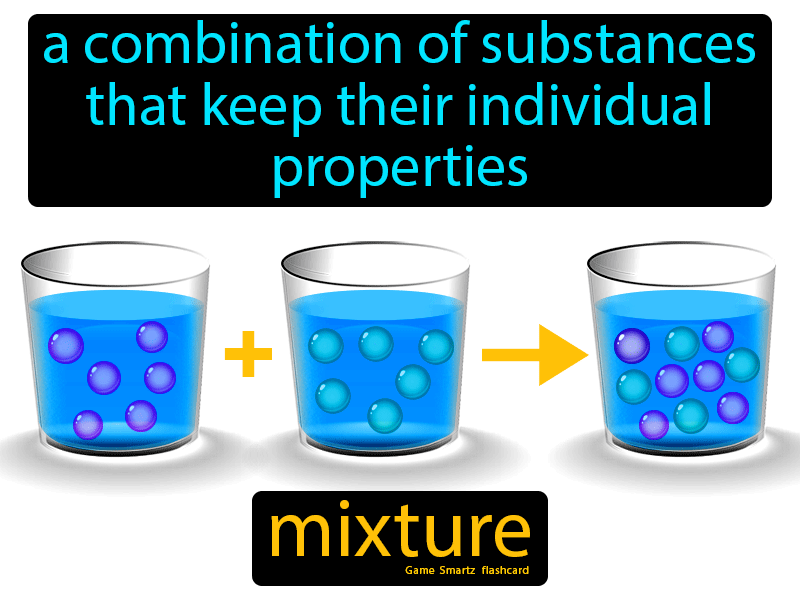 a combination of substances
that keep their individual
properties
+
mixture
Game Smartz flashcard